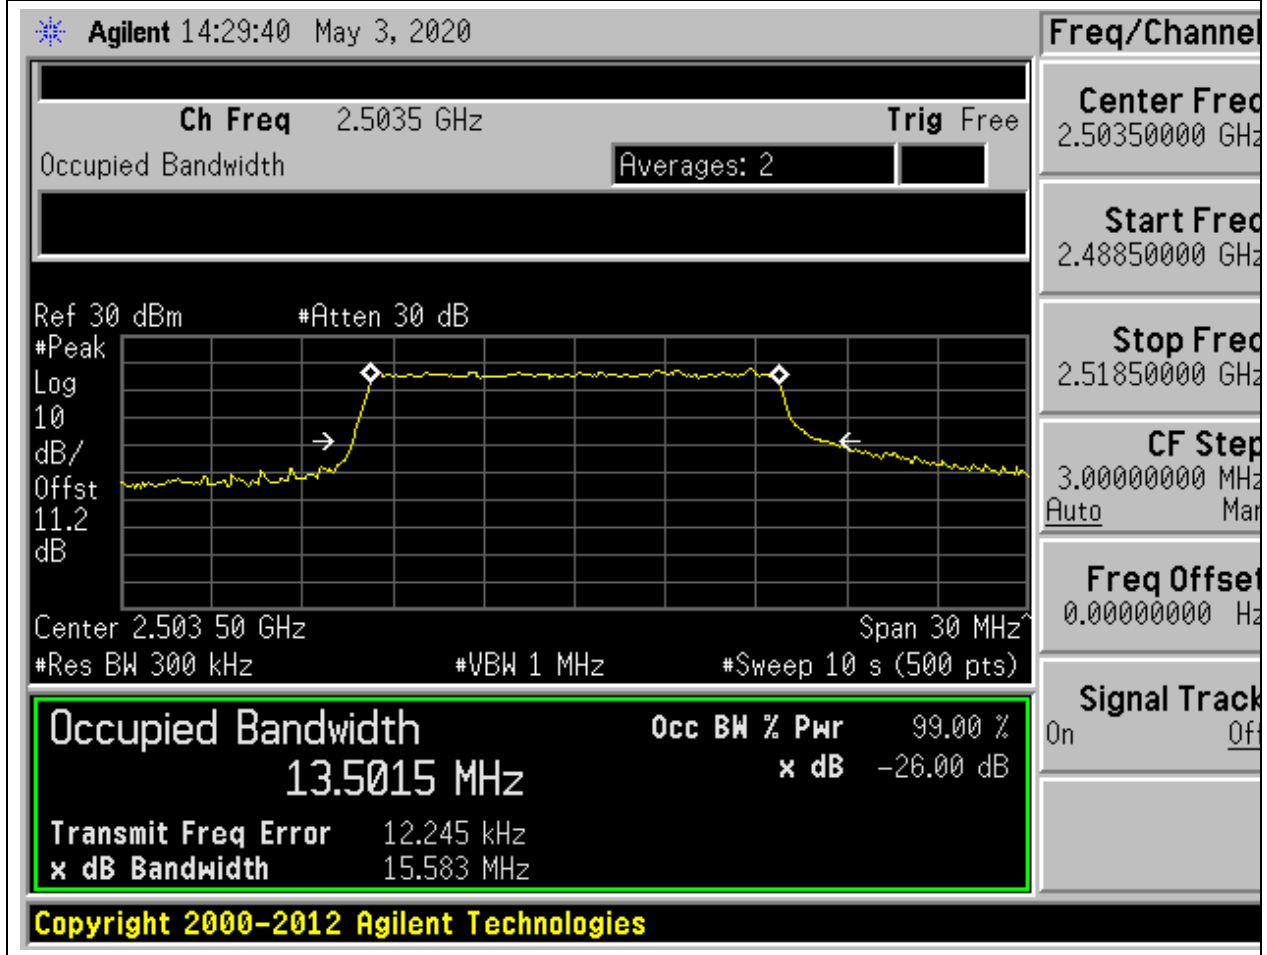 Agilent 14:29:40 May 3, 2020
Freq/Channel
Ch Freq 2.5035 GHz Trig Free
Occupied Bandwidth Averages: 2
Center Freq
2.50350000 GHz
Start Freq
2.48850000 GHz
Stop Freq
2.51850000 GHz
CF Step
3.00000000 MHz
Auto Man
Freq Offset
0.00000000 Hz
Signal Track
On Off
Ref 30 dBm #Atten 30 dB
#Peak
Log
10
dB/
Offst
11.2
dB
Center 2.503 50 GHz Span 30 MHz^
#Res BW 300 kHz #VBW 1 MHz #Sweep 10 s (500 pts)
Occupied Bandwidth Occ BW % Pwr 99.00 %
13.5015 MHz x dB -26.00 dB
Transmit Freq Error 12.245 kHz
x dB Bandwidth 15.583 MHz
Copyright 2000-2012 Agilent Technologies